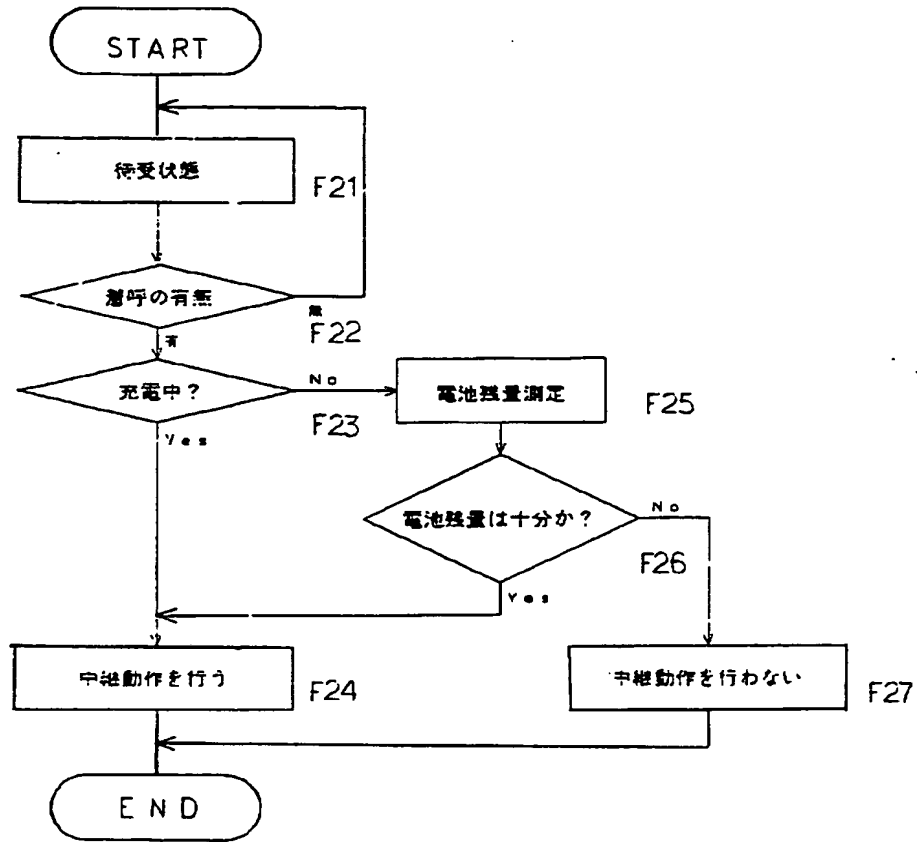 START
待受状態
F21
着呼の有無
無
F22
有
充電中?
No
F23
Yes
電池残量測定
F25
電池残量は十分か?
No
F26
Yes
中継動作を行う
F24
中継動作を行わない
F27
END